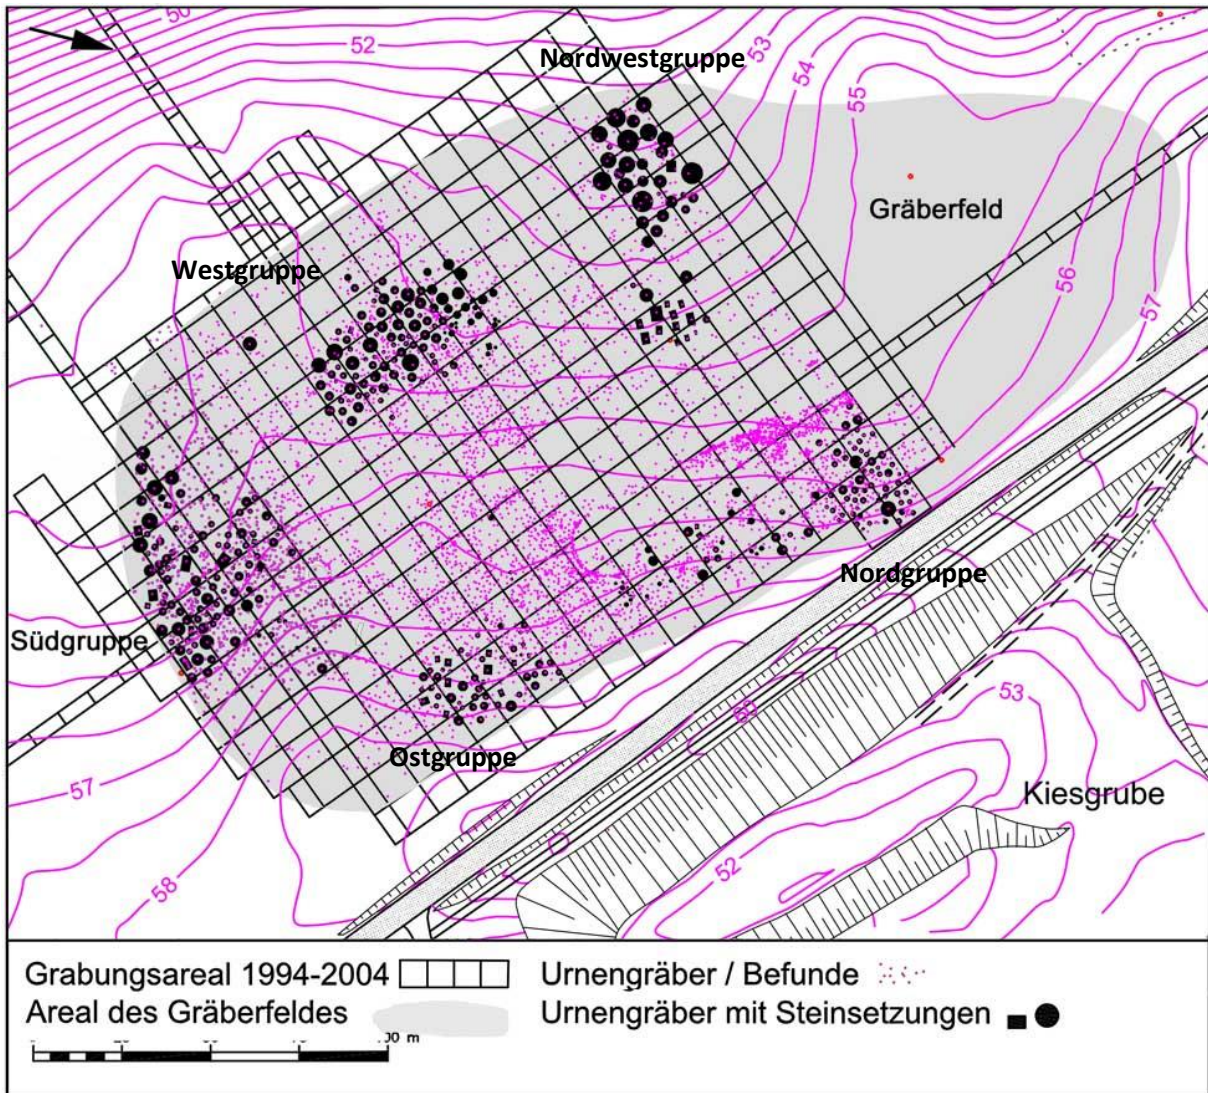 50
52
Nordwestgruppe
53
54
55
Gräberfeld
Westgruppe
56
57
Nordgruppe
Südgruppe
53
Ostgruppe
57
Kiesgrube
58
52
Grabungsareal 1994-2004
Urnengräber / Befunde
Areal des Gräberfeldes
Urnengräber mit Steinsetzungen
m